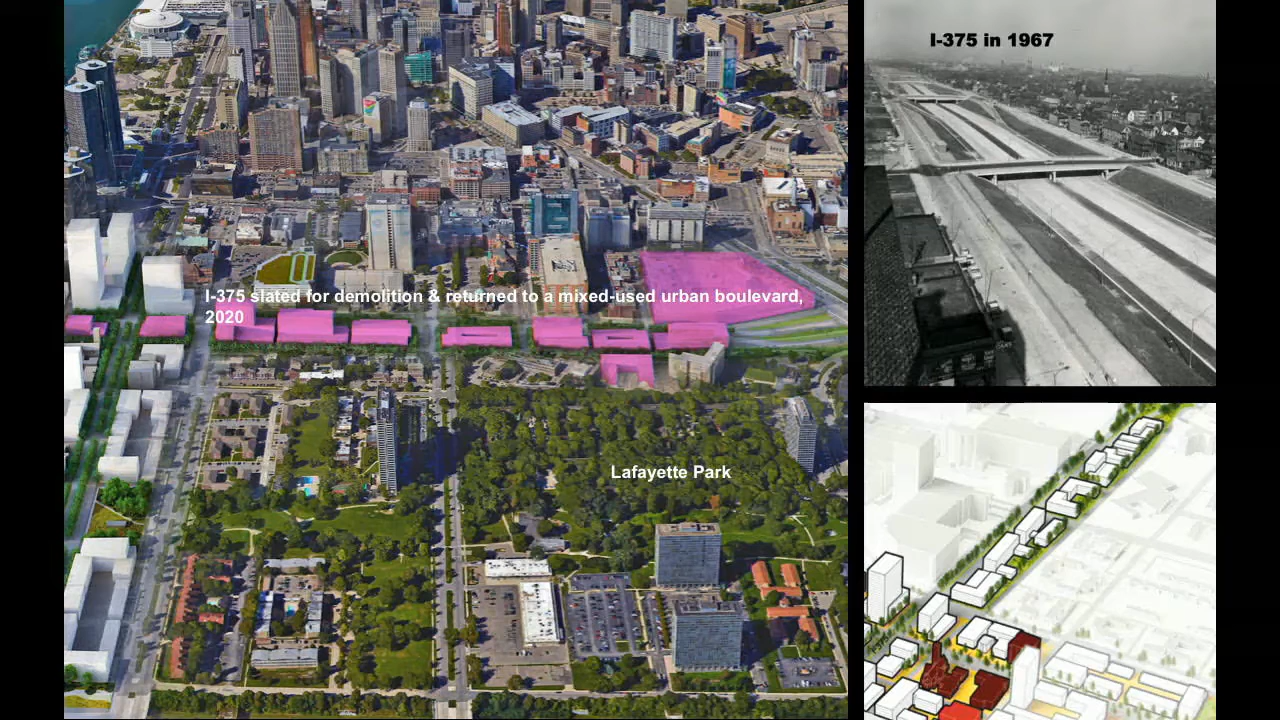 I-375 in 1967
I-375 slated for demolition & returned to a mixed-used urban boulevard,
2020
Lafayette Park